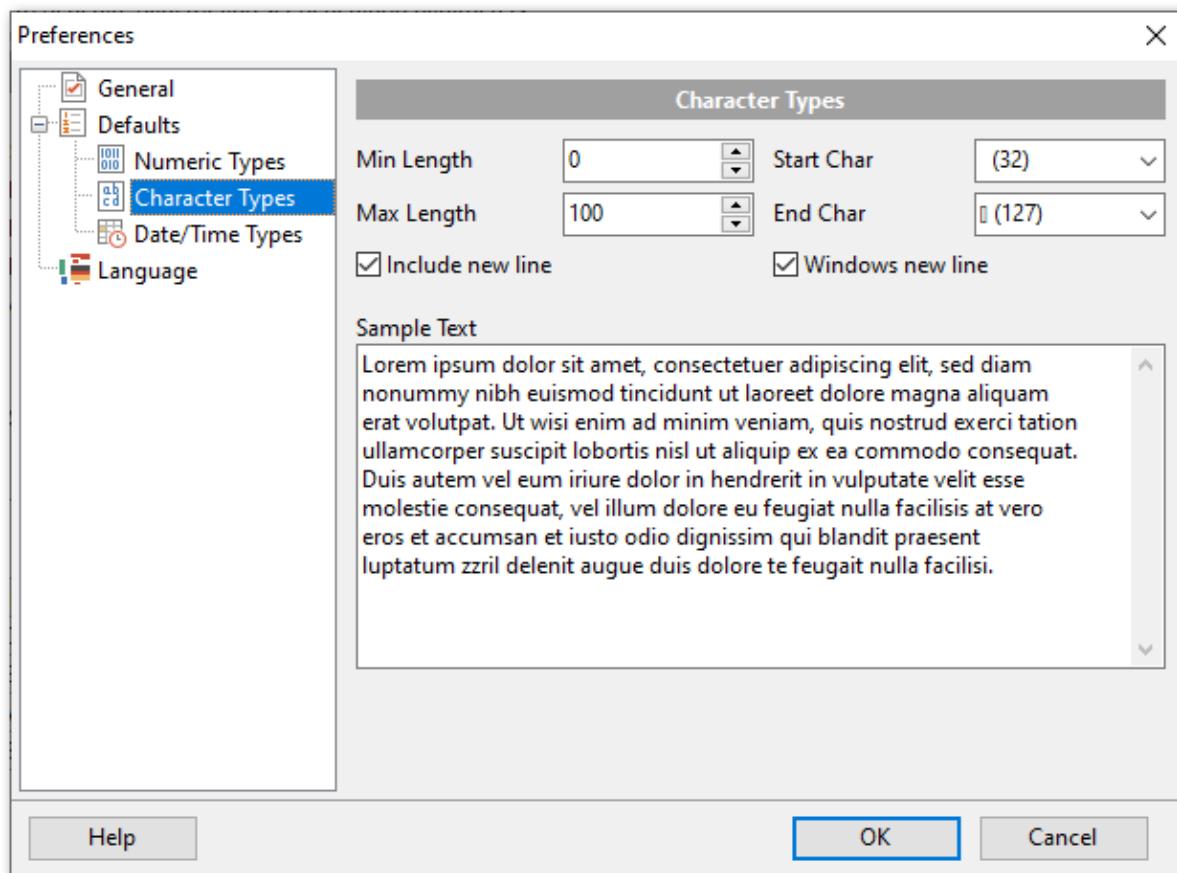 Preferences
General
Defaults
Numeric Types
Character Types
Date/Time Types
Language
Character Types
Min Length 0 Start Char (32)
Max Length 100 End Char ▯ (127)
Include new line Windows new line
Sample Text
Lorem ipsum dolor sit amet, consectetuer adipiscing elit, sed diam
nonummy nibh euismod tincidunt ut laoreet dolore magna aliquam
erat volutpat. Ut wisi enim ad minim veniam, quis nostrud exerci tation
ullamcorper suscipit lobortis nisl ut aliquip ex ea commodo consequat.
Duis autem vel eum iriure dolor in hendrerit in vulputate velit esse
molestie consequat, vel illum dolore eu feugiat nulla facilisis at vero
eros et accumsan et iusto odio dignissim qui blandit praesent
luptatum zzril delenit augue duis dolore te feugait nulla facilisi.
Help OK Cancel